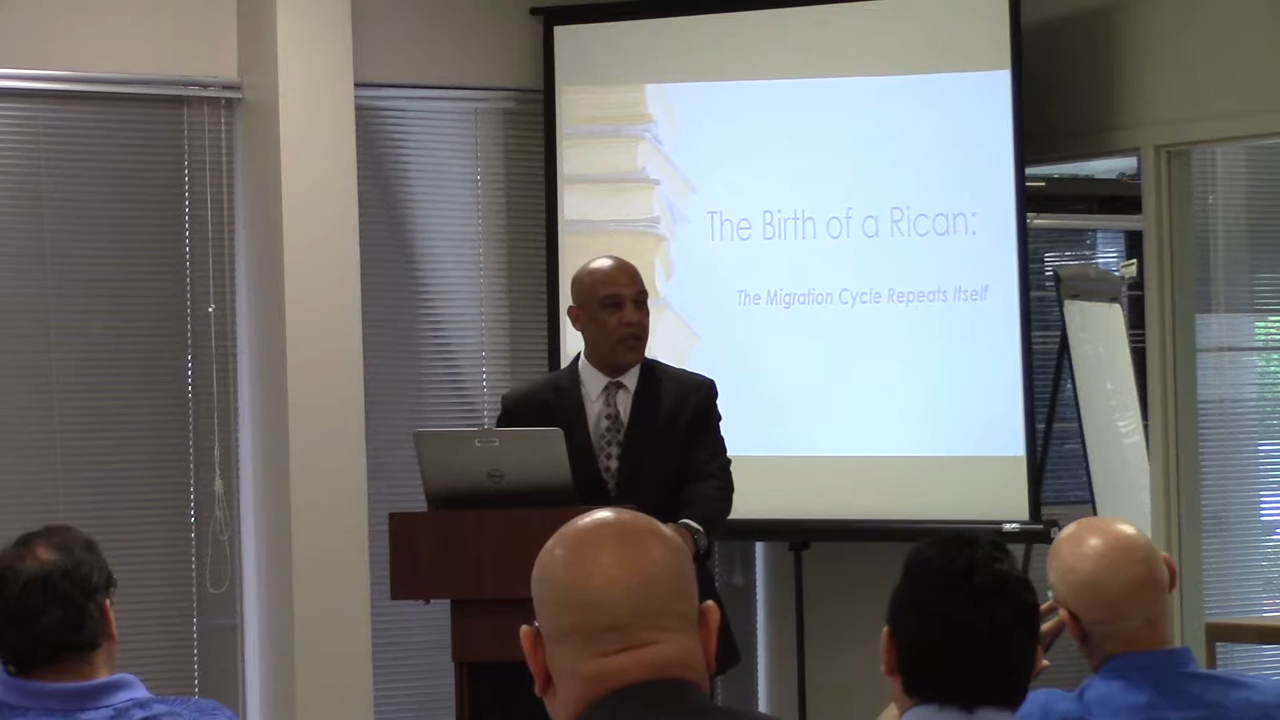 The Birth of a Rican:
The Migration Cycle Repeats Itself